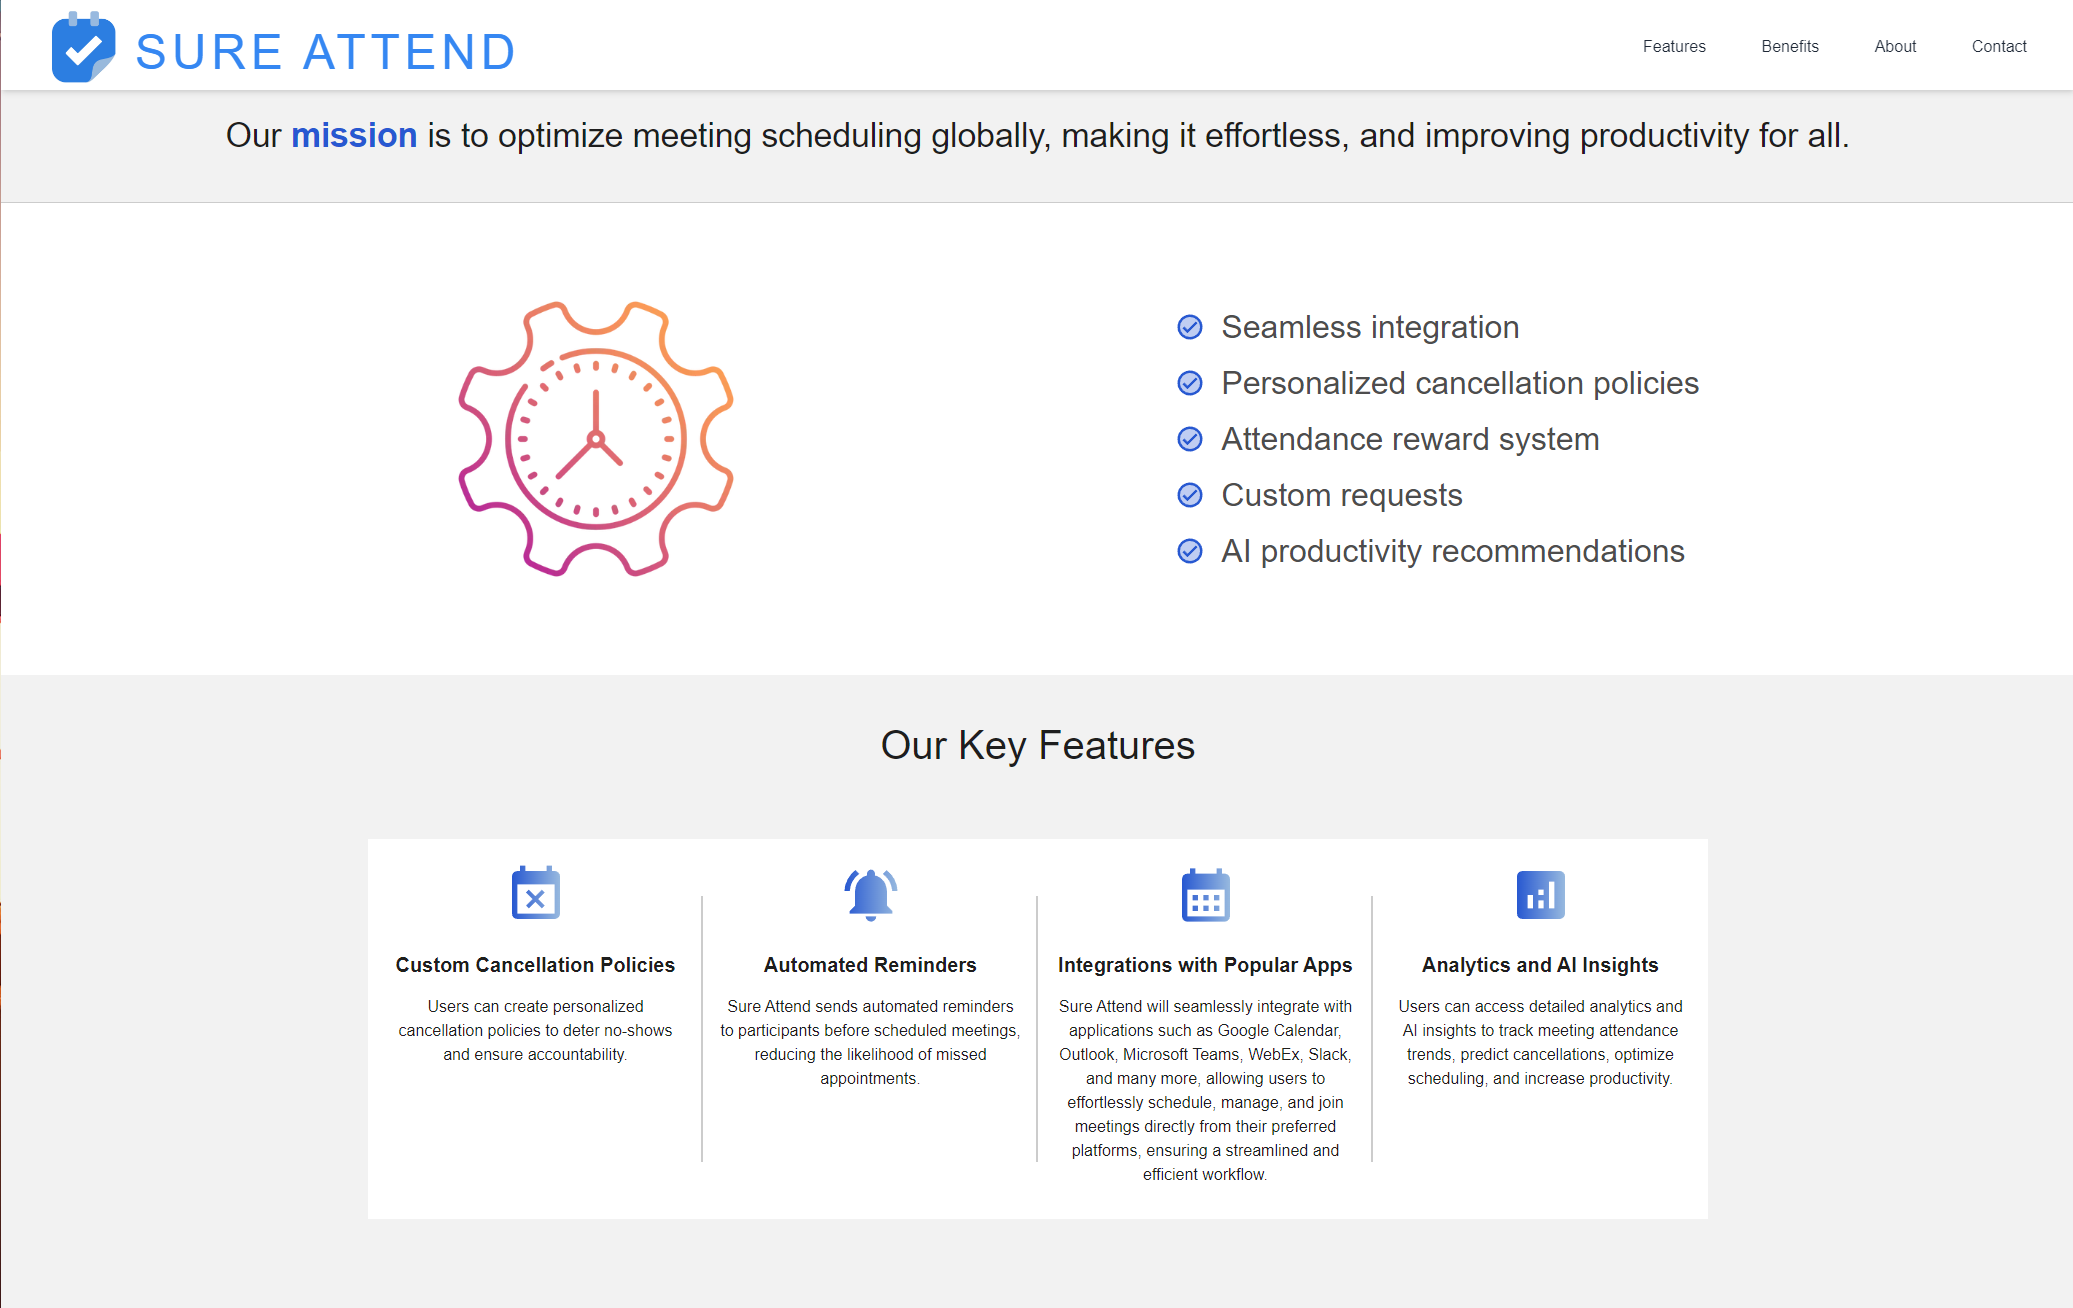 SURE ATTEND
Features Benefits About Contact
Our mission is to optimize meeting scheduling globally, making it effortless, and improving productivity for all.
Seamless integration
Personalized cancellation policies
Attendance reward system
Custom requests
AI productivity recommendations
Our Key Features
Custom Cancellation Policies
Users can create personalized
cancellation policies to deter no-shows
and ensure accountability.
Automated Reminders
Sure Attend sends automated reminders
to participants before scheduled meetings,
reducing the likelihood of missed
appointments.
Integrations with Popular Apps
Sure Attend will seamlessly integrate with
applications such as Google Calendar,
Outlook, Microsoft Teams, WebEx, Slack,
and many more, allowing users to
effortlessly schedule, manage, and join
meetings directly from their preferred
platforms, ensuring a streamlined and
efficient workflow.
Analytics and AI Insights
Users can access detailed analytics and
AI insights to track meeting attendance
trends, predict cancellations, optimize
scheduling, and increase productivity.